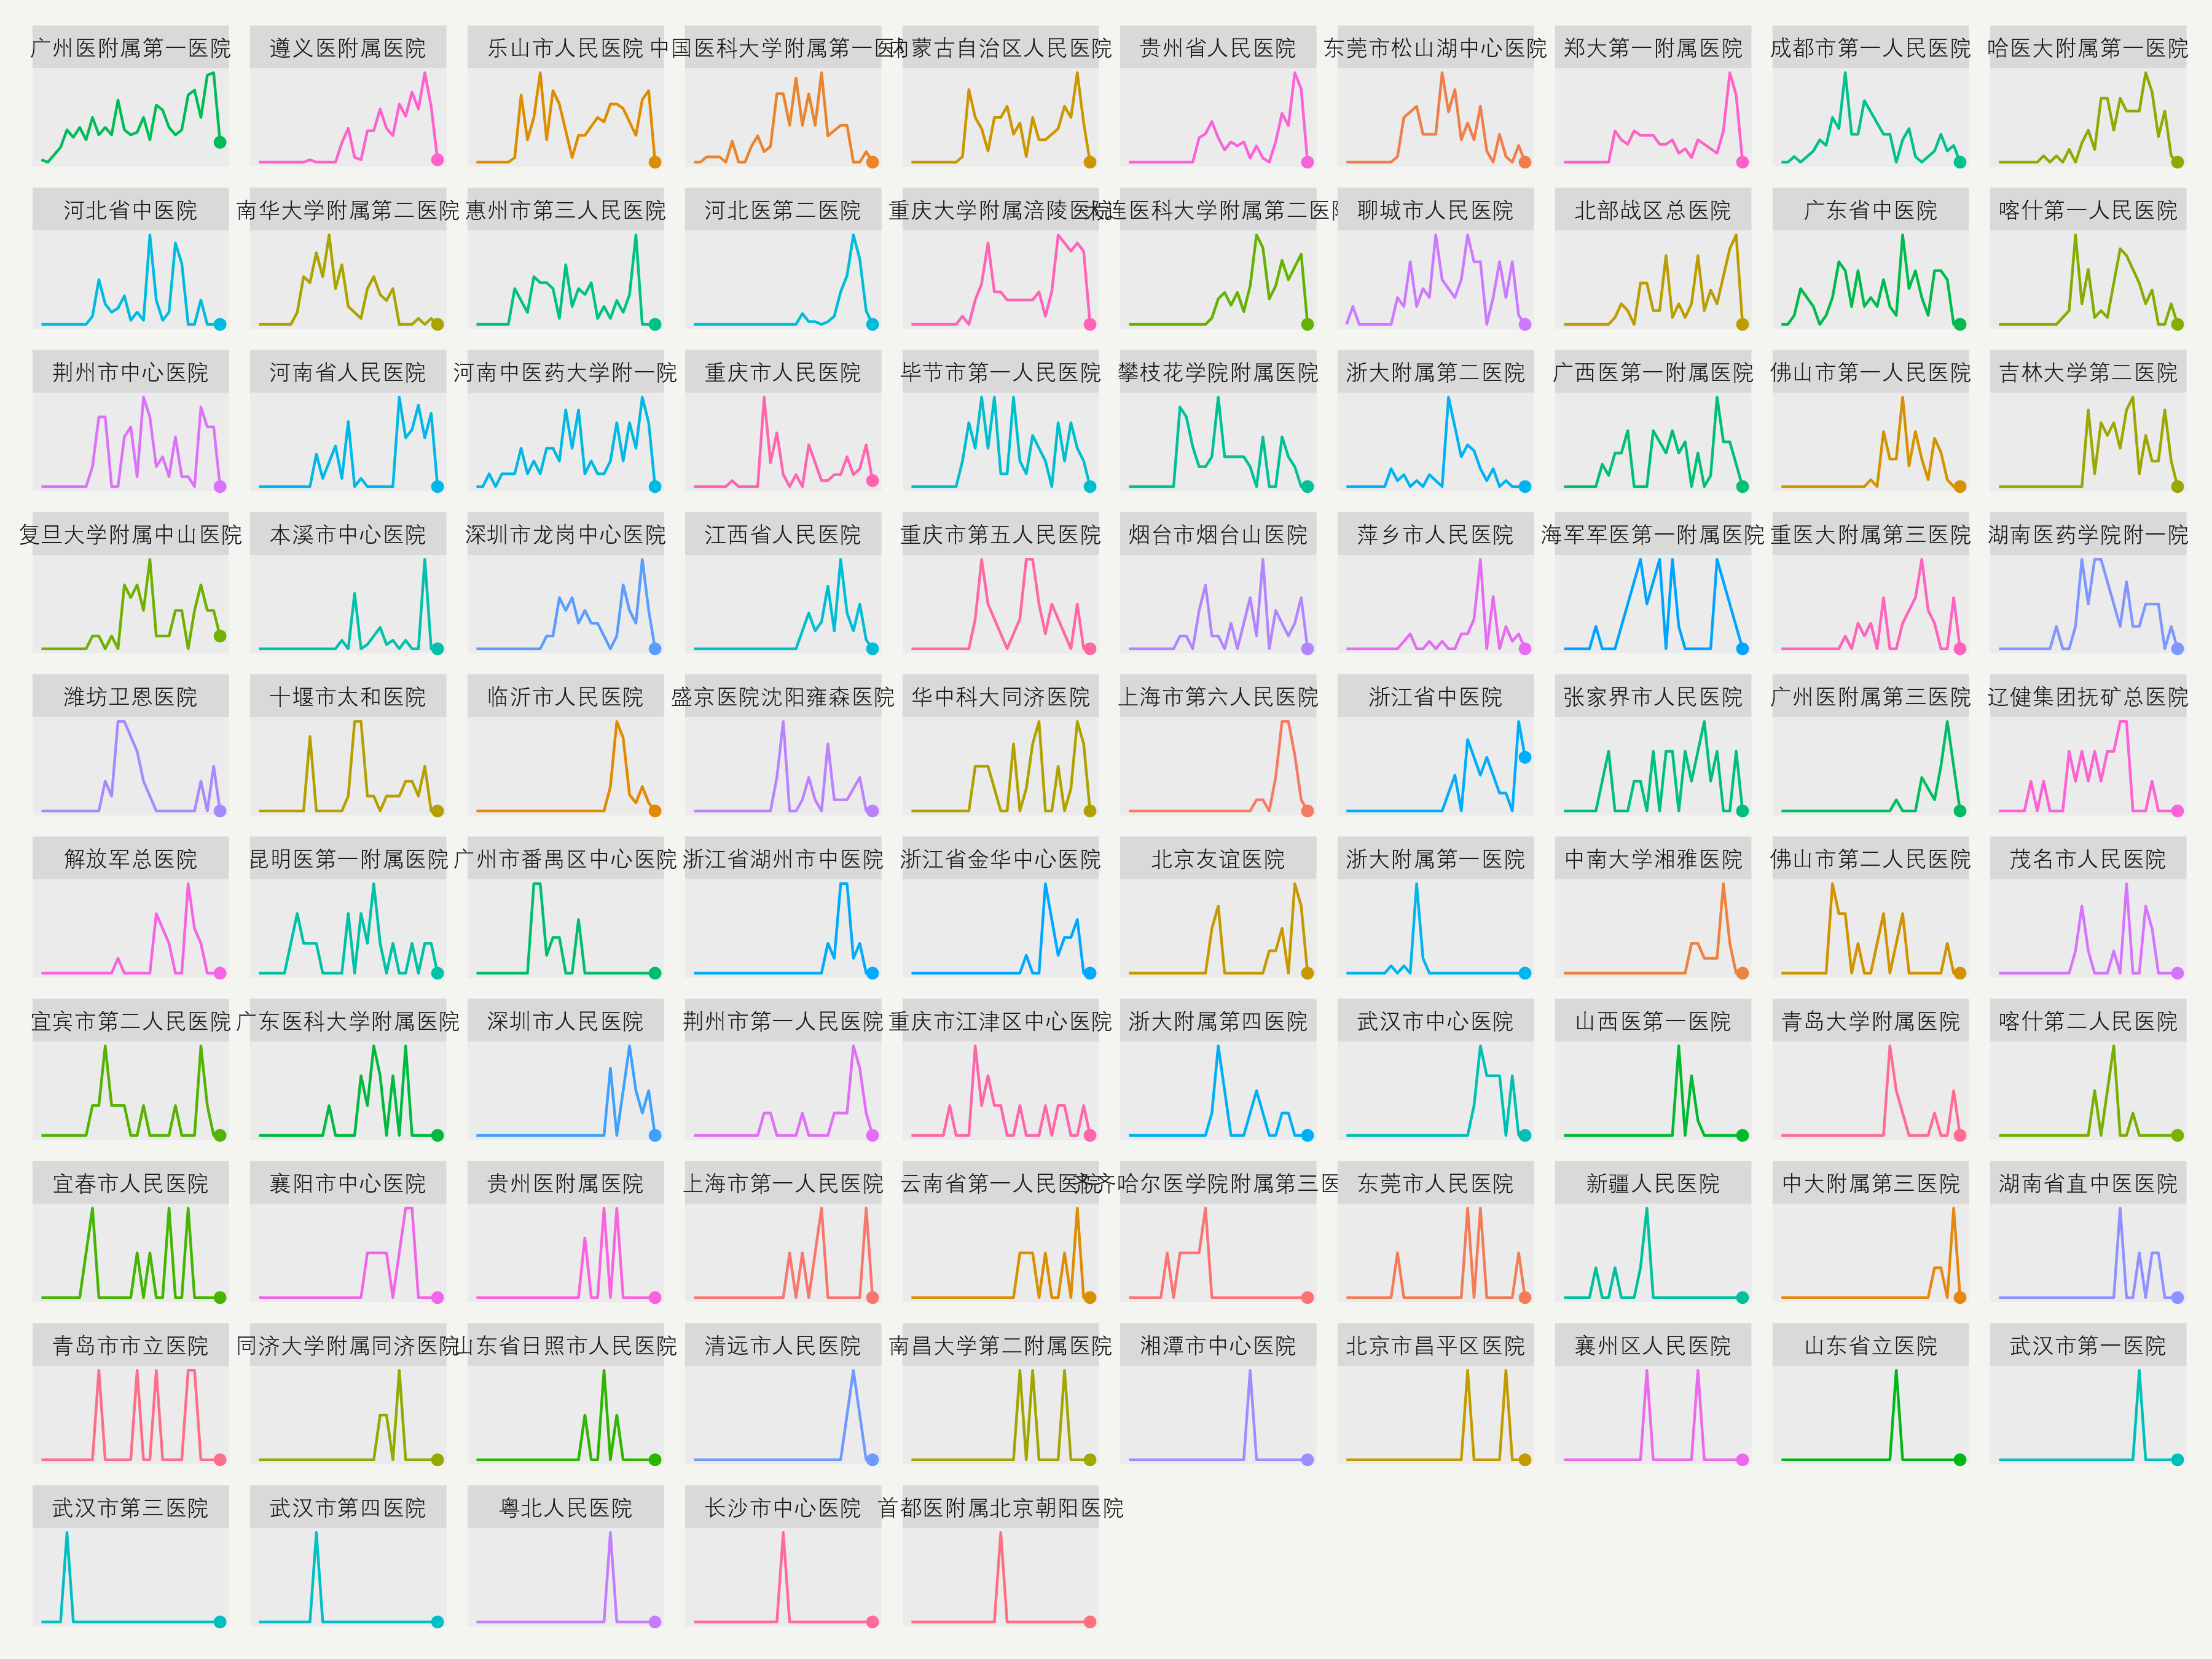 广州医附属第一医院
遵义医附属医院
乐山市人民医院
中国医科大学附属第一医院
内蒙古自治区人民医院
贵州省人民医院
东莞市松山湖中心医院
郑大第一附属医院
成都市第一人民医院
哈医大附属第一医院
河北省中医院
南华大学附属第二医院
惠州市第三人民医院
河北医第二医院
重庆大学附属涪陵医院
大连医科大学附属第二医院
聊城市人民医院
北部战区总医院
广东省中医院
喀什第一人民医院
荆州市中心医院
河南省人民医院
河南中医药大学附一院
重庆市人民医院
毕节市第一人民医院
攀枝花学院附属医院
浙大附属第二医院
广西医第一附属医院
佛山市第一人民医院
吉林大学第二医院
复旦大学附属中山医院
本溪市中心医院
深圳市龙岗中心医院
江西省人民医院
重庆市第五人民医院
烟台市烟台山医院
萍乡市人民医院
海军军医第一附属医院
重医大附属第三医院
湖南医药学院附一院
潍坊卫恩医院
十堰市太和医院
临沂市人民医院
盛京医院沈阳雍森医院
华中科大同济医院
上海市第六人民医院
浙江省中医院
张家界市人民医院
广州医附属第三医院
辽健集团抚矿总医院
解放军总医院
昆明医第一附属医院
广州市番禺区中心医院
浙江省湖州市中医院
浙江省金华中心医院
北京友谊医院
浙大附属第一医院
中南大学湘雅医院
佛山市第二人民医院
茂名市人民医院
宜宾市第二人民医院
广东医科大学附属医院
深圳市人民医院
荆州市第一人民医院
重庆市江津区中心医院
浙大附属第四医院
武汉市中心医院
山西医第一医院
青岛大学附属医院
喀什第二人民医院
宜春市人民医院
襄阳市中心医院
贵州医附属医院
上海市第一人民医院
云南省第一人民医院
齐齐哈尔医学院附属第三医
东莞市人民医院
新疆人民医院
中大附属第三医院
湖南省直中医医院
青岛市市立医院
同济大学附属同济医院
山东省日照市人民医院
清远市人民医院
南昌大学第二附属医院
湘潭市中心医院
北京市昌平区医院
襄州区人民医院
山东省立医院
武汉市第一医院
武汉市第三医院
武汉市第四医院
粤北人民医院
长沙市中心医院
首都医附属北京朝阳医院